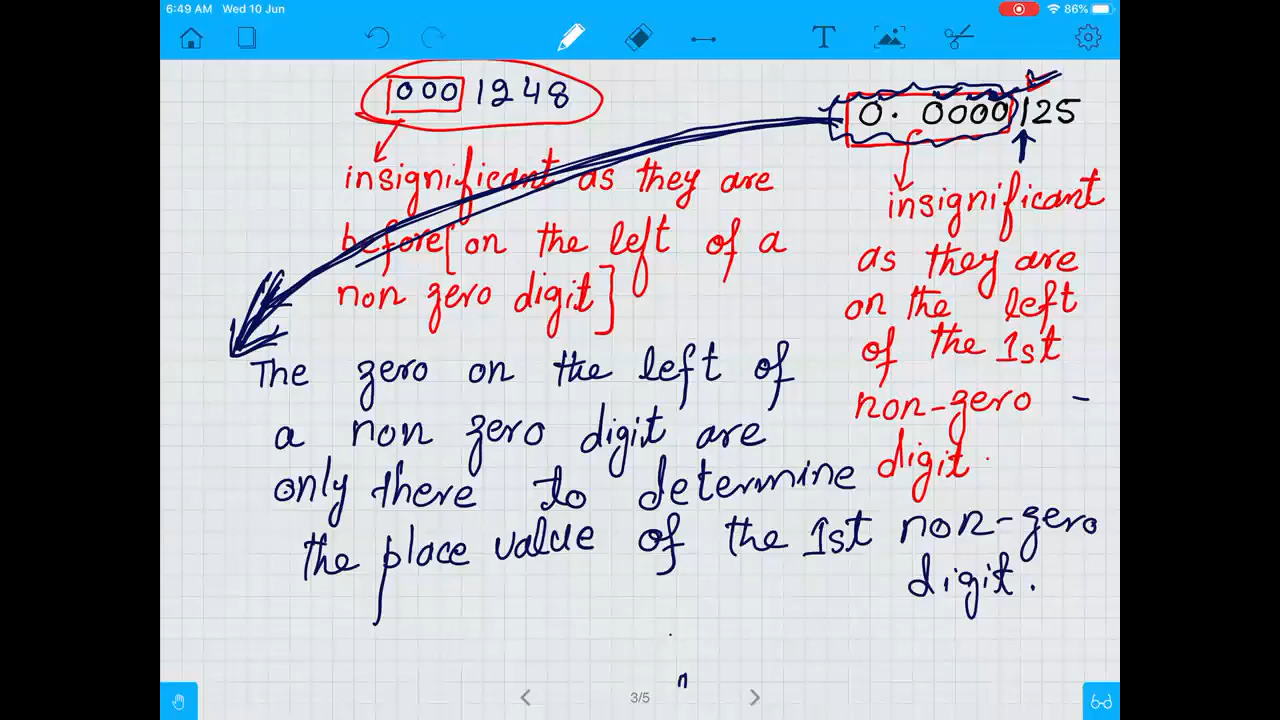 6:49 AM Wed 10 Jun
86%
T
0001248
0.0000125
insignificant as they are
before [on the left of a
non zero digit]
insignificant
as they are
on the left
of the 1st
non-zero -
digit.
The zero on the left of
a non zero digit are
only there to determine
the place value of the 1st non-zero
digit.
3/5